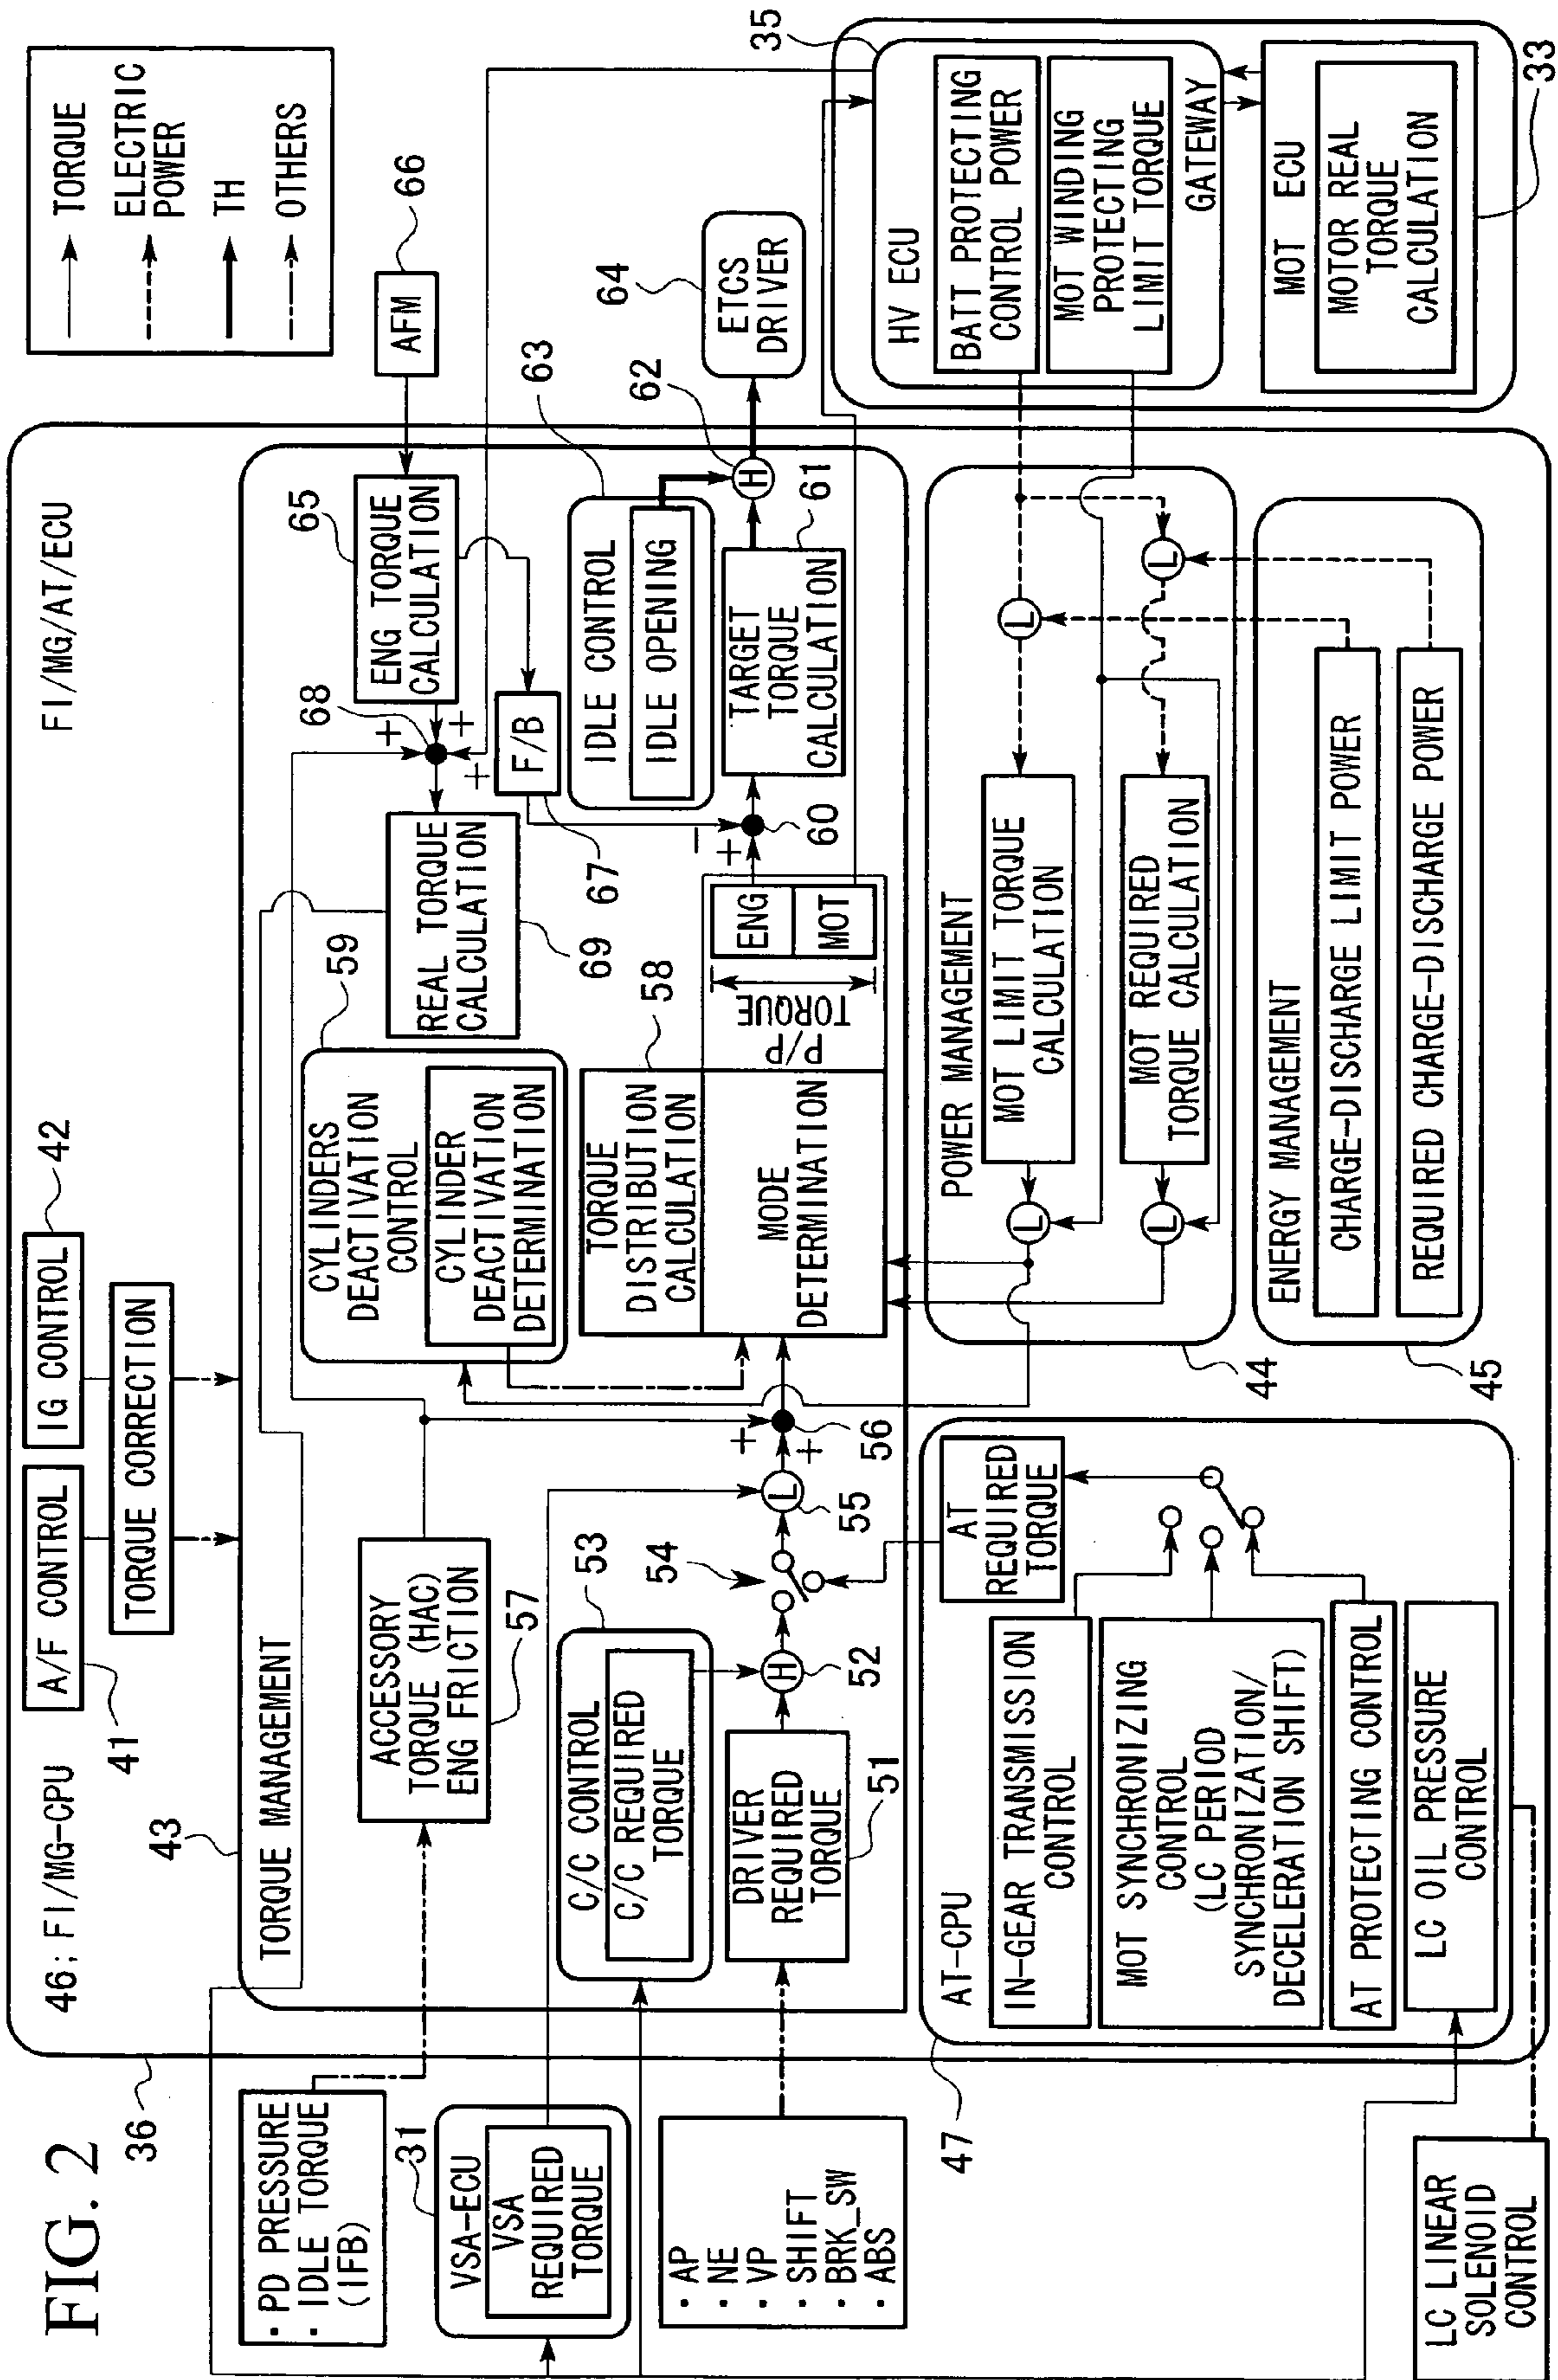 FIG. 2
TORQUE
ELECTRIC
POWER
TH
OTHERS
36
46; FI/MG-CPU
FI/MG/AT/ECU
A/F CONTROL
41
IG CONTROL
42
TORQUE CORRECTION
43
TORQUE MANAGEMENT
· PD PRESSURE
· IDLE TORQUE
(IFB)
31
VSA-ECU
VSA
REQUIRED
TORQUE
· AP
· NE
· VP
· SHIFT
· BRK_SW
· ABS
LC LINEAR
SOLENOID
CONTROL
ACCESSORY
TORQUE (HAC)
ENG FRICTION
57
C/C CONTROL
C/C REQUIRED
TORQUE
53
DRIVER
REQUIRED
TORQUE
51
H
52
54
L
55
+
+
56
CYLINDERS
DEACTIVATION
CONTROL
CYLINDER
DEACTIVATION
DETERMINATION
59
TORQUE
DISTRIBUTION
CALCULATION
58
MODE
DETERMINATION
P/P
TORQUE
ENG
MOT
REAL TORQUE
CALCULATION
69
68
+
+
+
ENG TORQUE
CALCULATION
65
AFM
66
F/B
67
−
+
60
IDLE CONTROL
IDLE OPENING
63
TARGET
TORQUE
CALCULATION
61
H
62
ETCS
DRIVER
64
35
HV ECU
BATT PROTECTING
CONTROL POWER
MOT WINDING
PROTECTING
LIMIT TORQUE
GATEWAY
MOT ECU
MOTOR REAL
TORQUE
CALCULATION
33
POWER MANAGEMENT
MOT LIMIT TORQUE
CALCULATION
MOT REQUIRED
TORQUE CALCULATION
L
L
L
L
44
ENERGY MANAGEMENT
CHARGE-DISCHARGE LIMIT POWER
REQUIRED CHARGE-DISCHARGE POWER
45
AT-CPU
47
IN-GEAR TRANSMISSION
CONTROL
MOT SYNCHRONIZING
CONTROL
(LC PERIOD
SYNCHRONIZATION/
DECELERATION SHIFT)
AT PROTECTING CONTROL
LC OIL PRESSURE
CONTROL
AT
REQUIRED
TORQUE